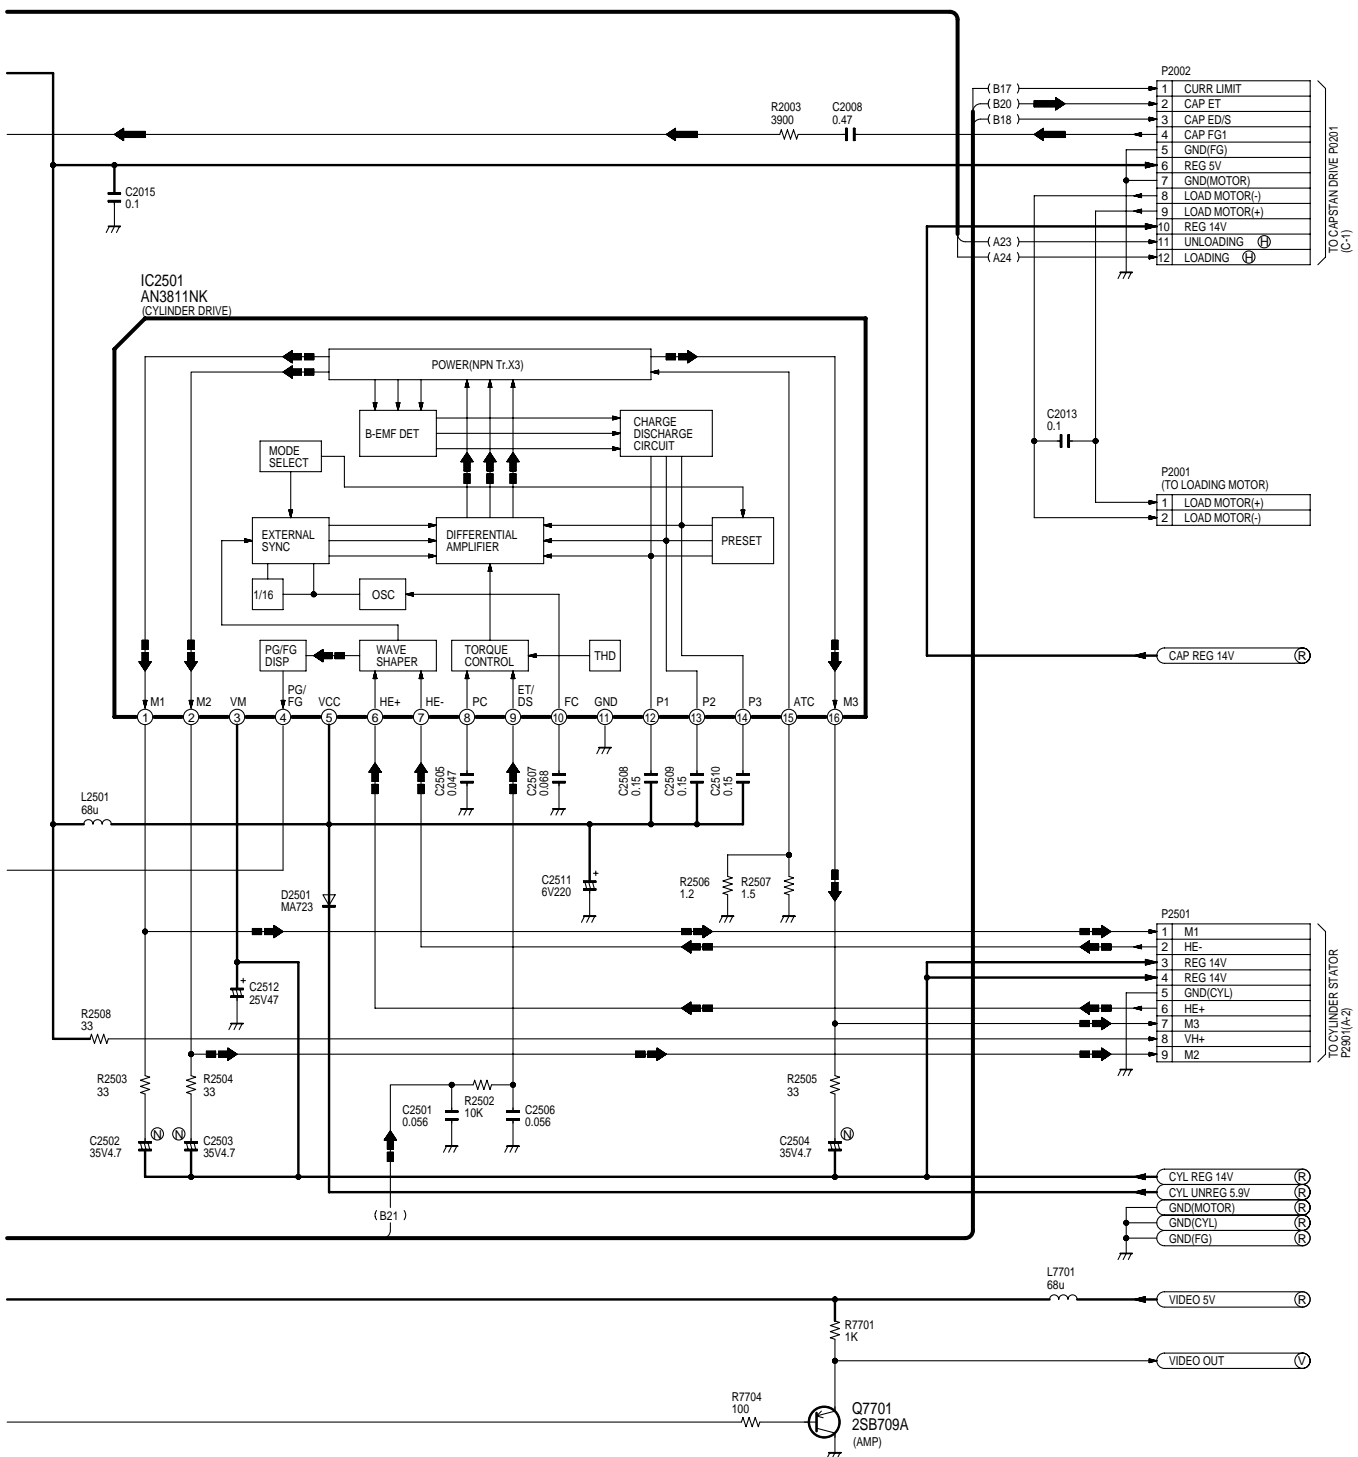 P2002
(B17)
1 CURR LIMIT
R2003
3900
C2008
0.47
(B20)
2 CAP ET
(B18)
3 CAP ED/S
4 CAP FG1
5 GND(FG)
6 REG 5V
7 GND(MOTOR)
8 LOAD MOTOR(-)
9 LOAD MOTOR(+)
10 REG 14V
(A23)
11 UNLOADING H
(A24)
12 LOADING H
TO CAPSTAN DRIVE P0201
(C-1)
C2015
0.1
IC2501
AN3811NK
(CYLINDER DRIVE)
POWER(NPN Tr.X3)
B-EMF DET
CHARGE
DISCHARGE
CIRCUIT
MODE
SELECT
EXTERNAL
SYNC
DIFFERENTIAL
AMPLIFIER
PRESET
1/16
OSC
PG/FG
DISP
WAVE
SHAPER
TORQUE
CONTROL
THD
C2013
0.1
P2001
(TO LOADING MOTOR)
1 LOAD MOTOR(+)
2 LOAD MOTOR(-)
CAP REG 14V R
M1 M2 VM PG/
FG VCC HE+ HE- PC ET/
DS FC GND P1 P2 P3 ATC M3
1 2 3 4 5 6 7 8 9 10 11 12 13 14 15 16
C2505
0.047
C2507
0.068
C2508
0.15
C2509
0.15
C2510
0.15
L2501
68u
D2501
MA723
C2511
+
6V220
R2506
1.2
R2507
1.5
P2501
1 M1
2 HE-
3 REG 14V
4 REG 14V
5 GND(CYL)
6 HE+
7 M3
8 VH+
9 M2
TO CYLINDER STATOR
P2901(A-2)
+
C2512
25V47
R2508
33
R2503
33
R2504
33
C2501
0.056
R2502
10K
C2506
0.056
R2505
33
C2502
35V4.7
N
N
C2503
35V4.7
C2504
35V4.7
N
(B21)
CYL REG 14V R
CYL UNREG 5.9V R
GND(MOTOR) R
GND(CYL) R
GND(FG) R
L7701
68u
VIDEO 5V R
R7701
1K
VIDEO OUT V
R7704
100
Q7701
2SB709A
(AMP)